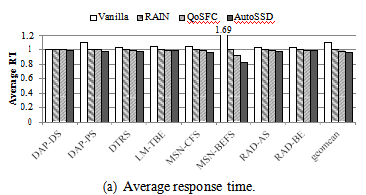 Vanilla RAIN QoSFC AutoSSD
1.69
Average RT
1.2
1
0.8
0.6
0.4
0.2
0
DAP-DS
DAP-PS
DTRS
LM-TBE
MSN-CFS
MSN-BEFS
RAD-AS
RAD-BE
geomean
(a) Average response time.